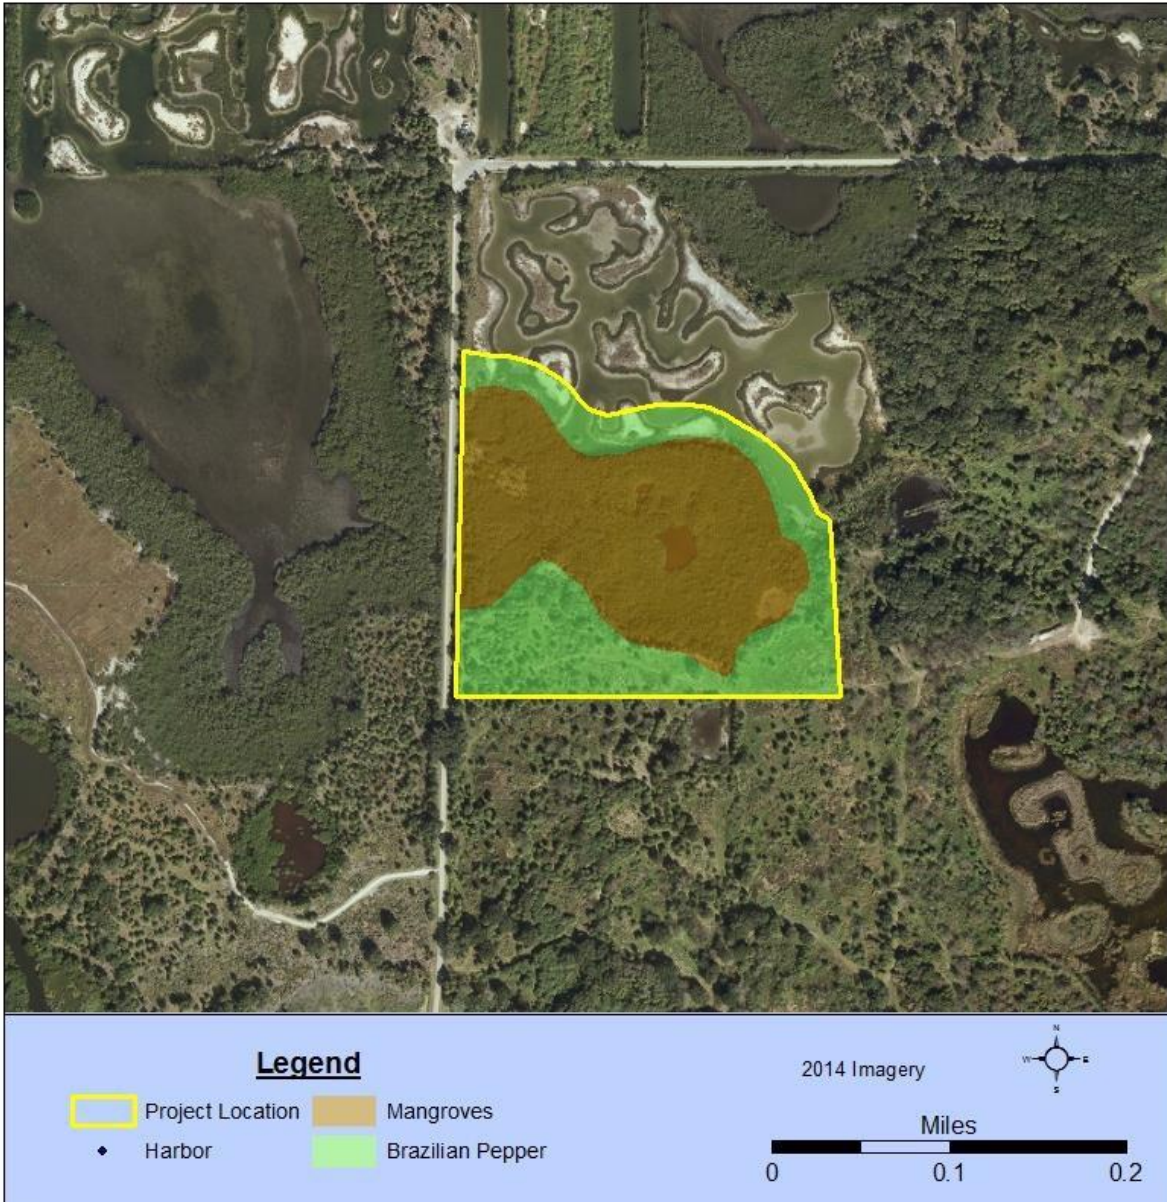 Legend
Project Location
Mangroves
Harbor
Brazilian Pepper
2014 Imagery
N
W
E
S
Miles
0
0.1
0.2